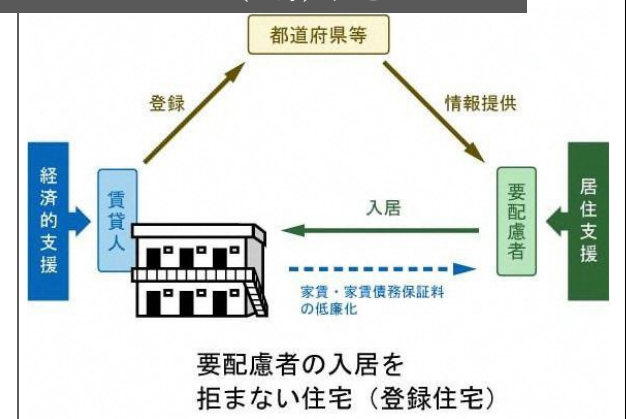 都道府県等
登録
情報提供
経済的支援
賃貸人
入居
要配慮者
居住支援
家賃・家賃債務保証料
の低廉化
要配慮者の入居を
拒まない住宅（登録住宅）